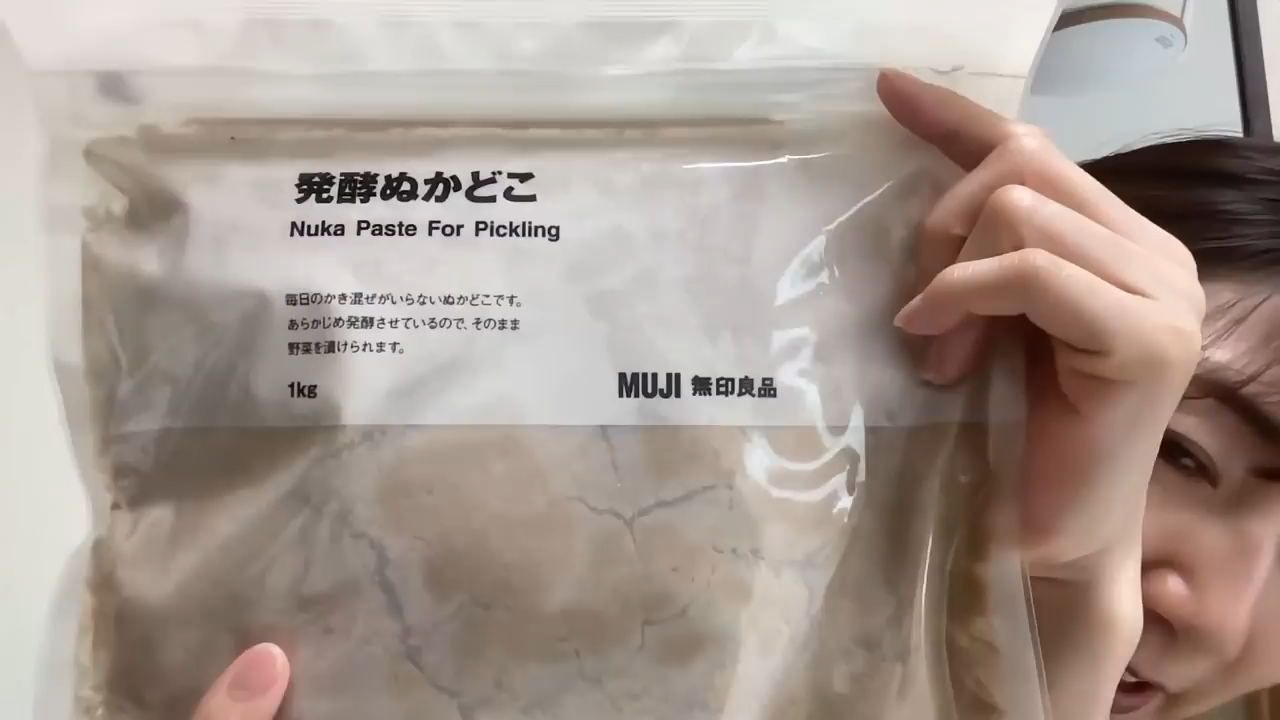 発酵ぬかどこ
Nuka Paste For Pickling
毎日のかき混ぜがいらないぬかどこです。
あらかじめ発酵させているので、そのまま
野菜を漬けられます。
1kg
MUJI 無印良品